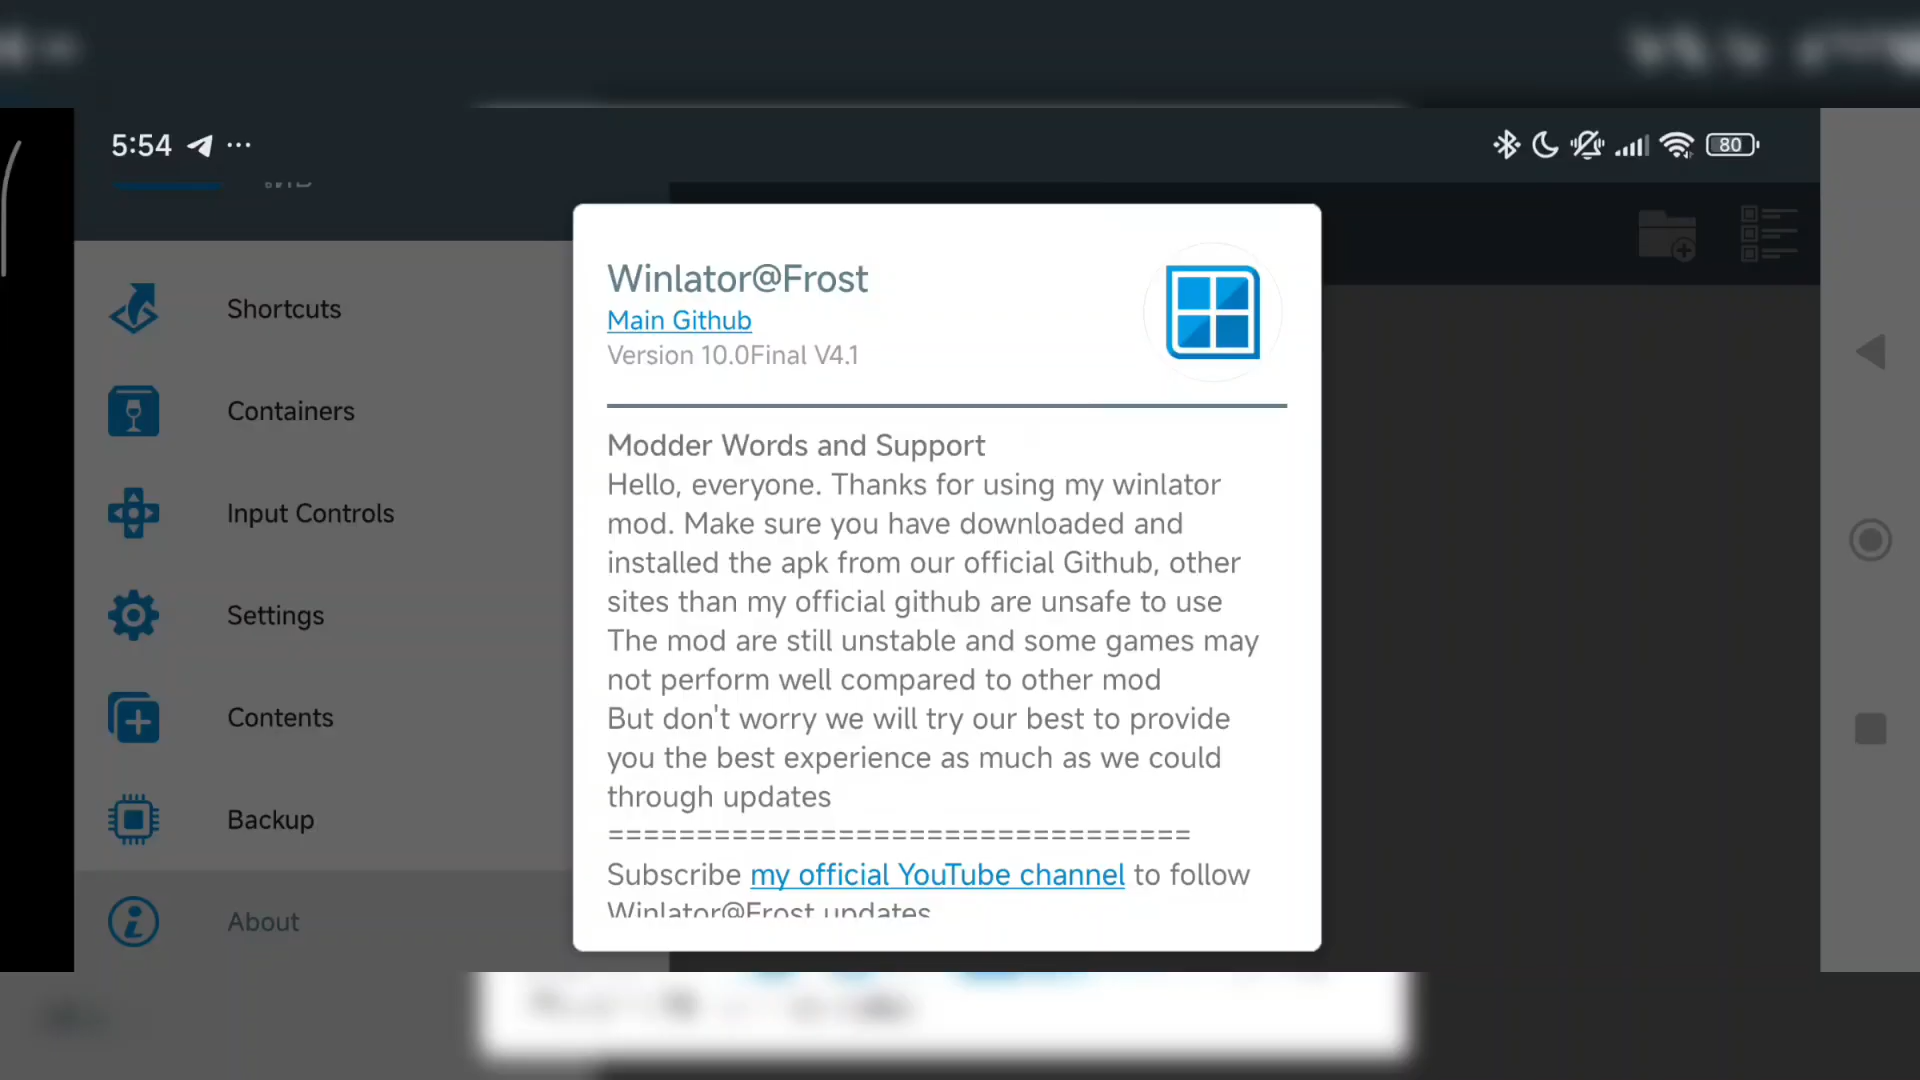 5:54
80
Shortcuts
Containers
Input Controls
Settings
Contents
Backup
About
Winlator@Frost
Main Github
Version 10.0Final V4.1
Modder Words and Support
Hello, everyone. Thanks for using my winlator
mod. Make sure you have downloaded and
installed the apk from our official Github, other
sites than my official github are unsafe to use
The mod are still unstable and some games may
not perform well compared to other mod
But don't worry we will try our best to provide
you the best experience as much as we could
through updates
=================================
Subscribe my official YouTube channel to follow
Winlator@Frost updates